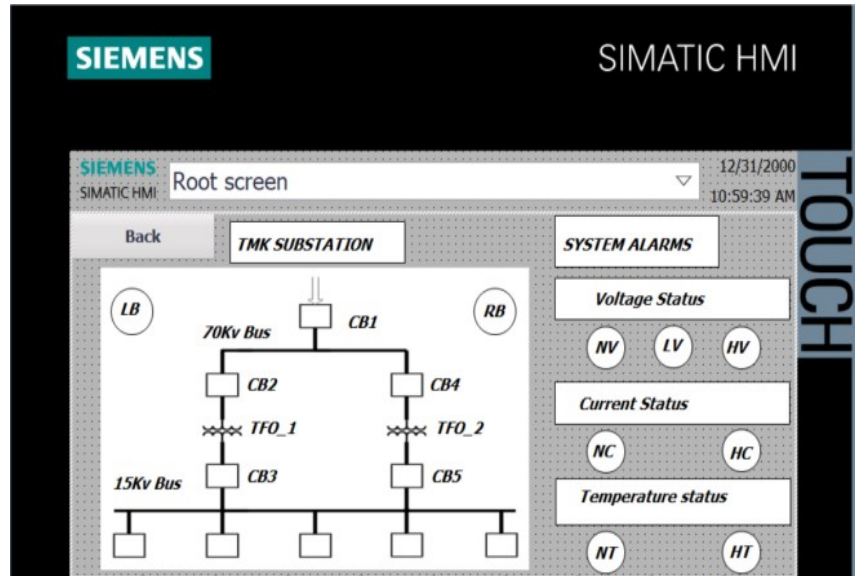 SIEMENS
SIMATIC HMI
TOUCH
SIEMENS
SIMATIC HMI
Root screen
12/31/2000
10:59:39 AM
Back
TMK SUBSTATION
SYSTEM ALARMS
LB
RB
CB1
70Kv Bus
CB2
CB4
TFO_1
TFO_2
CB3
CB5
15Kv Bus
Voltage Status
NV
LV
HV
Current Status
NC
HC
Temperature status
NT
HT